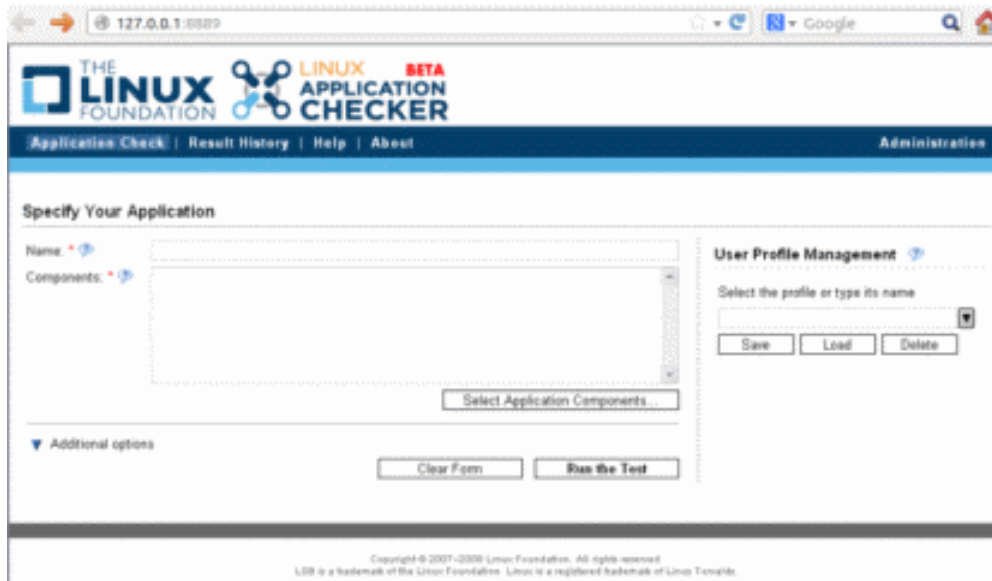 127.0.0.1:8889
Google
THE
LINUX
FOUNDATION
LINUX BETA
APPLICATION
CHECKER
Application Check | Result History | Help | About
Administration
Specify Your Application
Name: *
Components: *
Select Application Components...
Additional options
Clear Form
Run the Test
User Profile Management
Select the profile or type its name
Save
Load
Delete
Copyright © 2007-2009 Linux Foundation. All rights reserved
LSB is a trademark of the Linux Foundation. Linux is a registered trademark of Linus Torvalds.